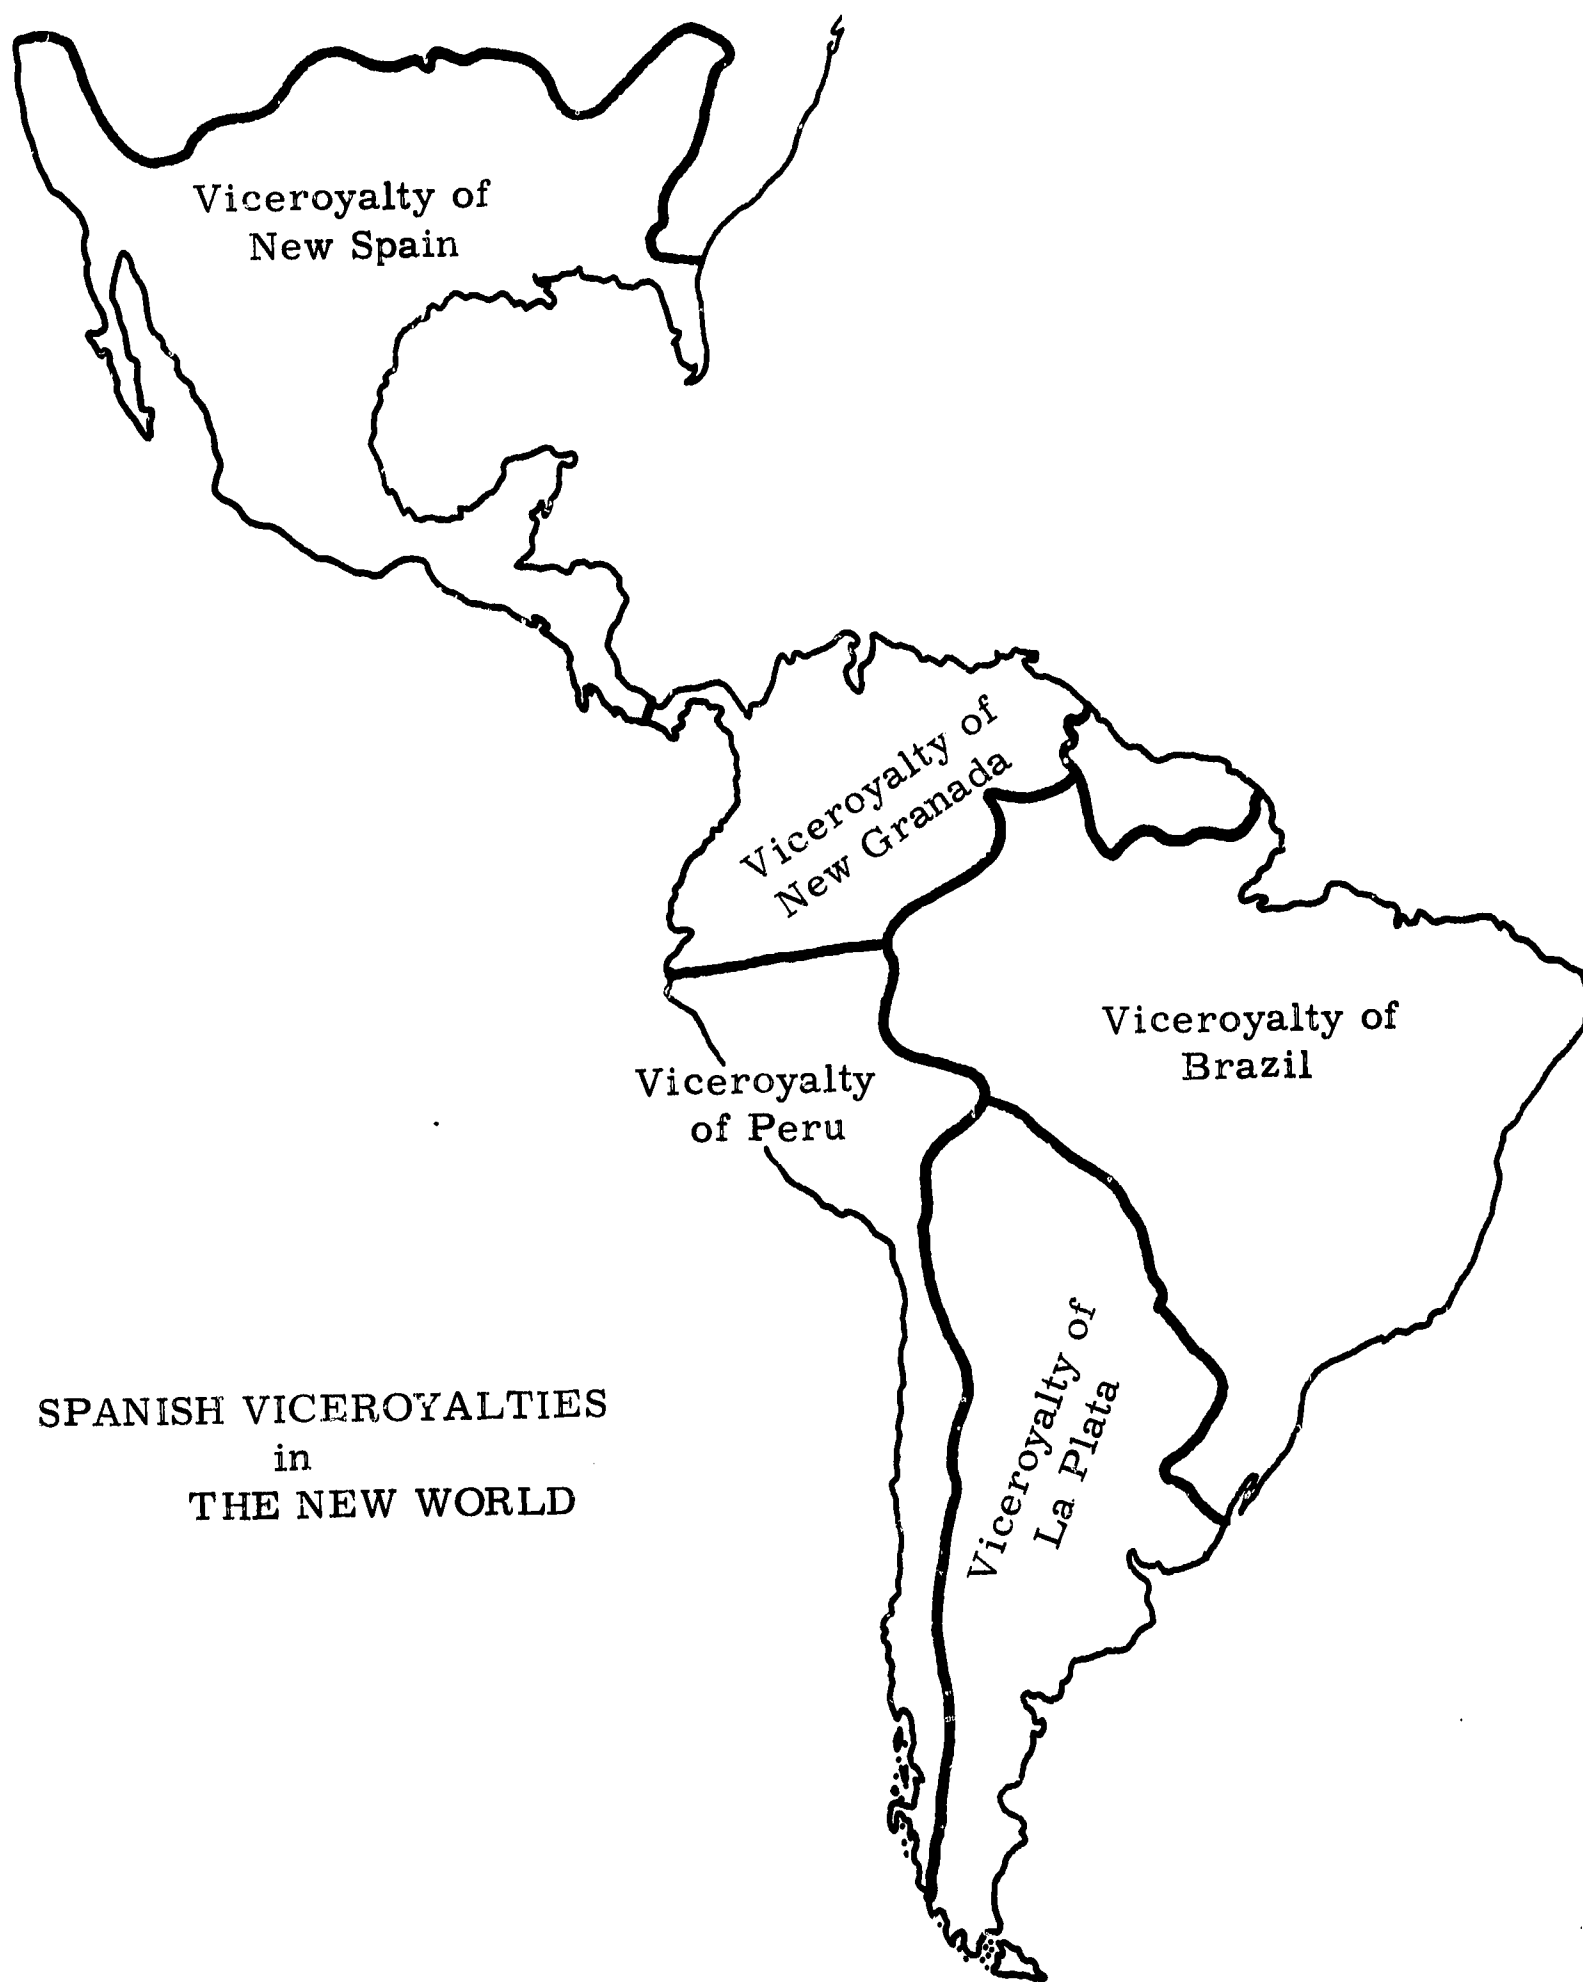 Viceroyalty of
New Spain
Viceroyalty of
New Granada
Viceroyalty of
Brazil
Viceroyalty
of Peru
Viceroyalty of
La Plata
SPANISH VICEROYALTIES
in
THE NEW WORLD